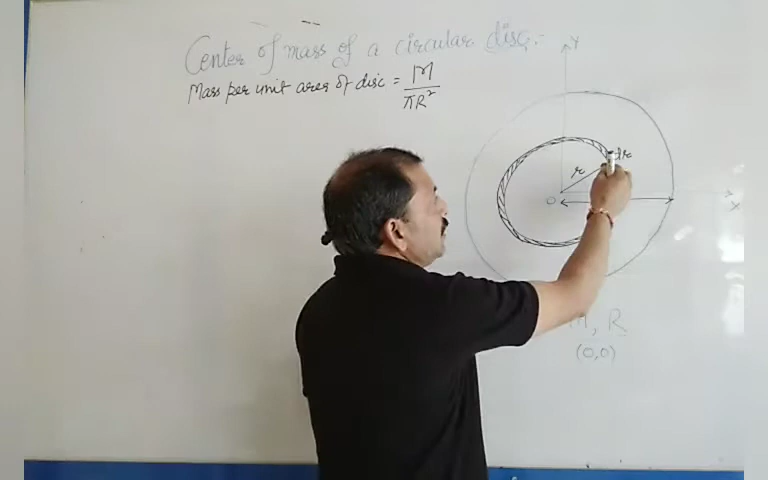 Center of mass of a circular disc:-
Mass per unit area of disc = M
πR²
Y
dr
r
O
X
M, R
(0,0)